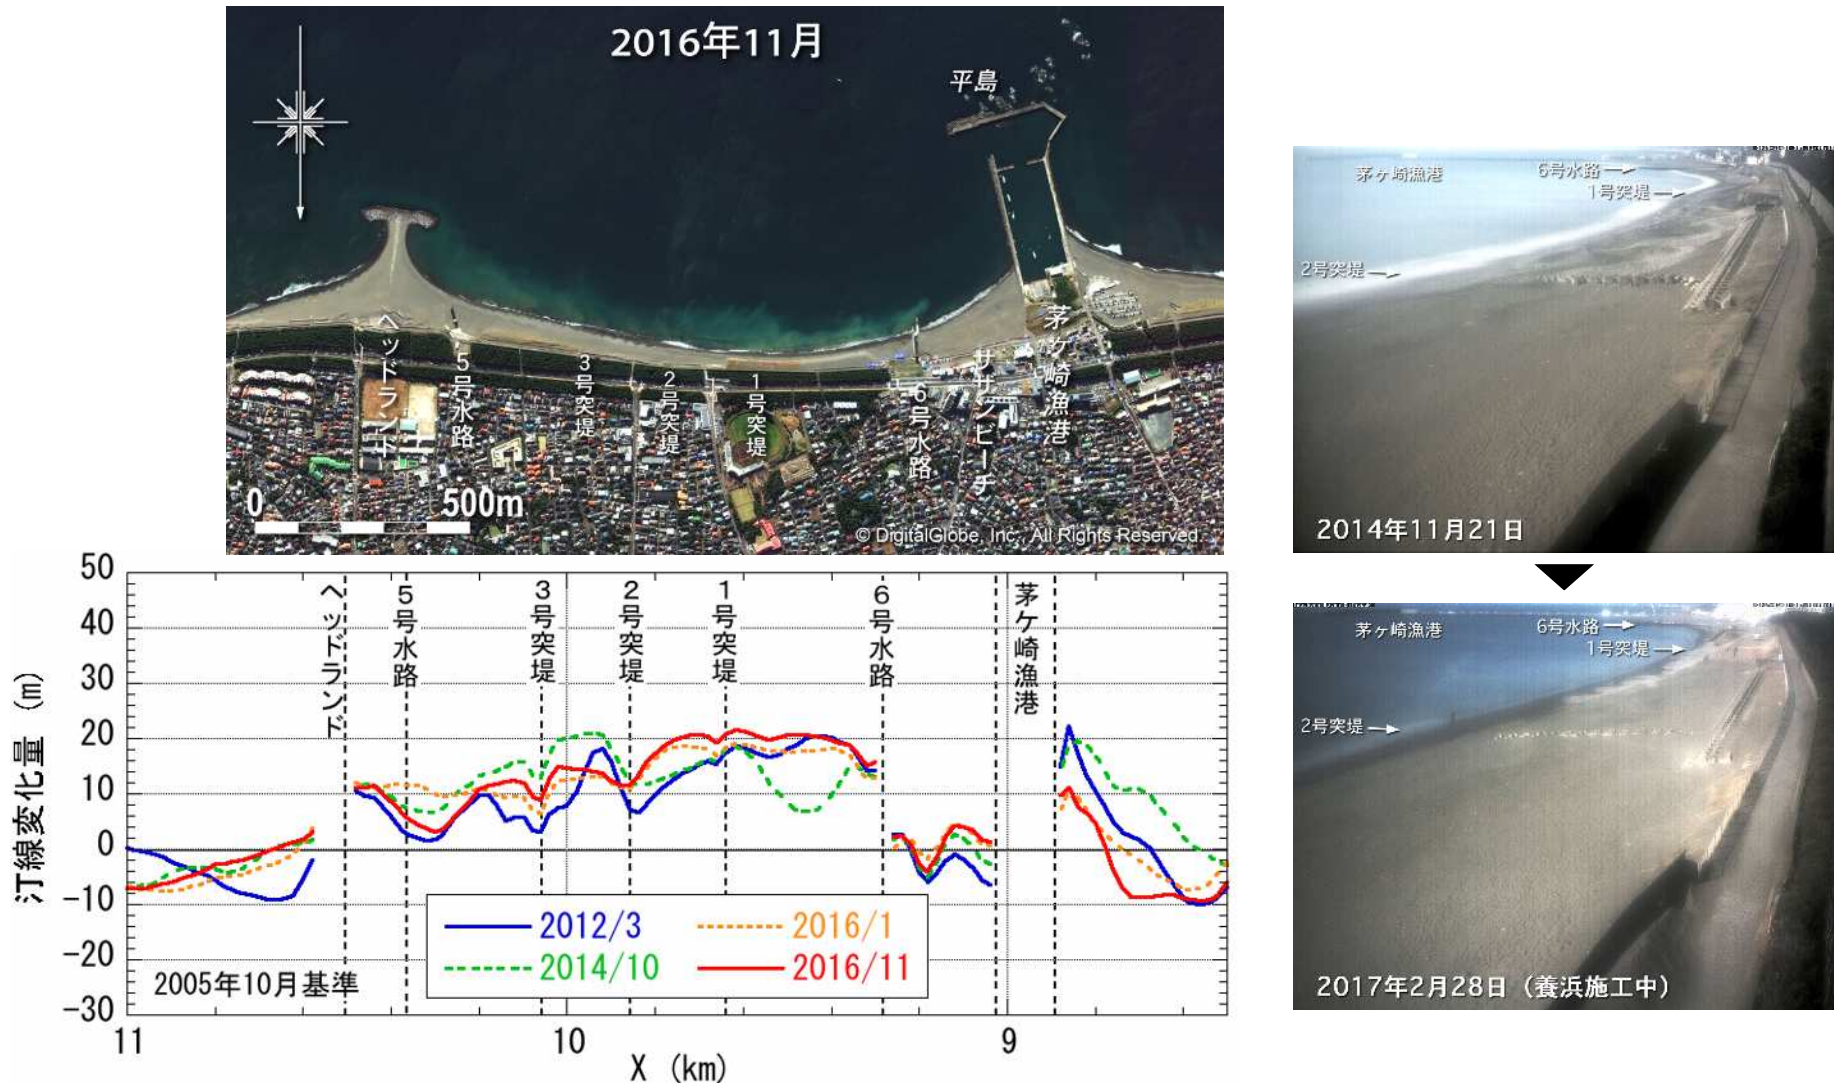 2016年11月
平島
ヘッドランド
5号水路
3号突堤
2号突堤
1号突堤
6号水路
サザンビーチ
茅ケ崎漁港
0 500m
© DigitalGlobe, Inc., All Rights Reserved.
汀線変化量 (m)
50
40
30
20
10
0
-10
-20
-30
ヘッドランド
5号水路
3号突堤
2号突堤
1号突堤
6号水路
茅ケ崎漁港
2012/3
2016/1
2014/10
2016/11
2005年10月基準
11
10
9
X (km)
茅ヶ崎漁港
6号水路
1号突堤
2号突堤
2014年11月21日
茅ヶ崎漁港
6号水路
1号突堤
2号突堤
2017年2月28日（養浜施工中）